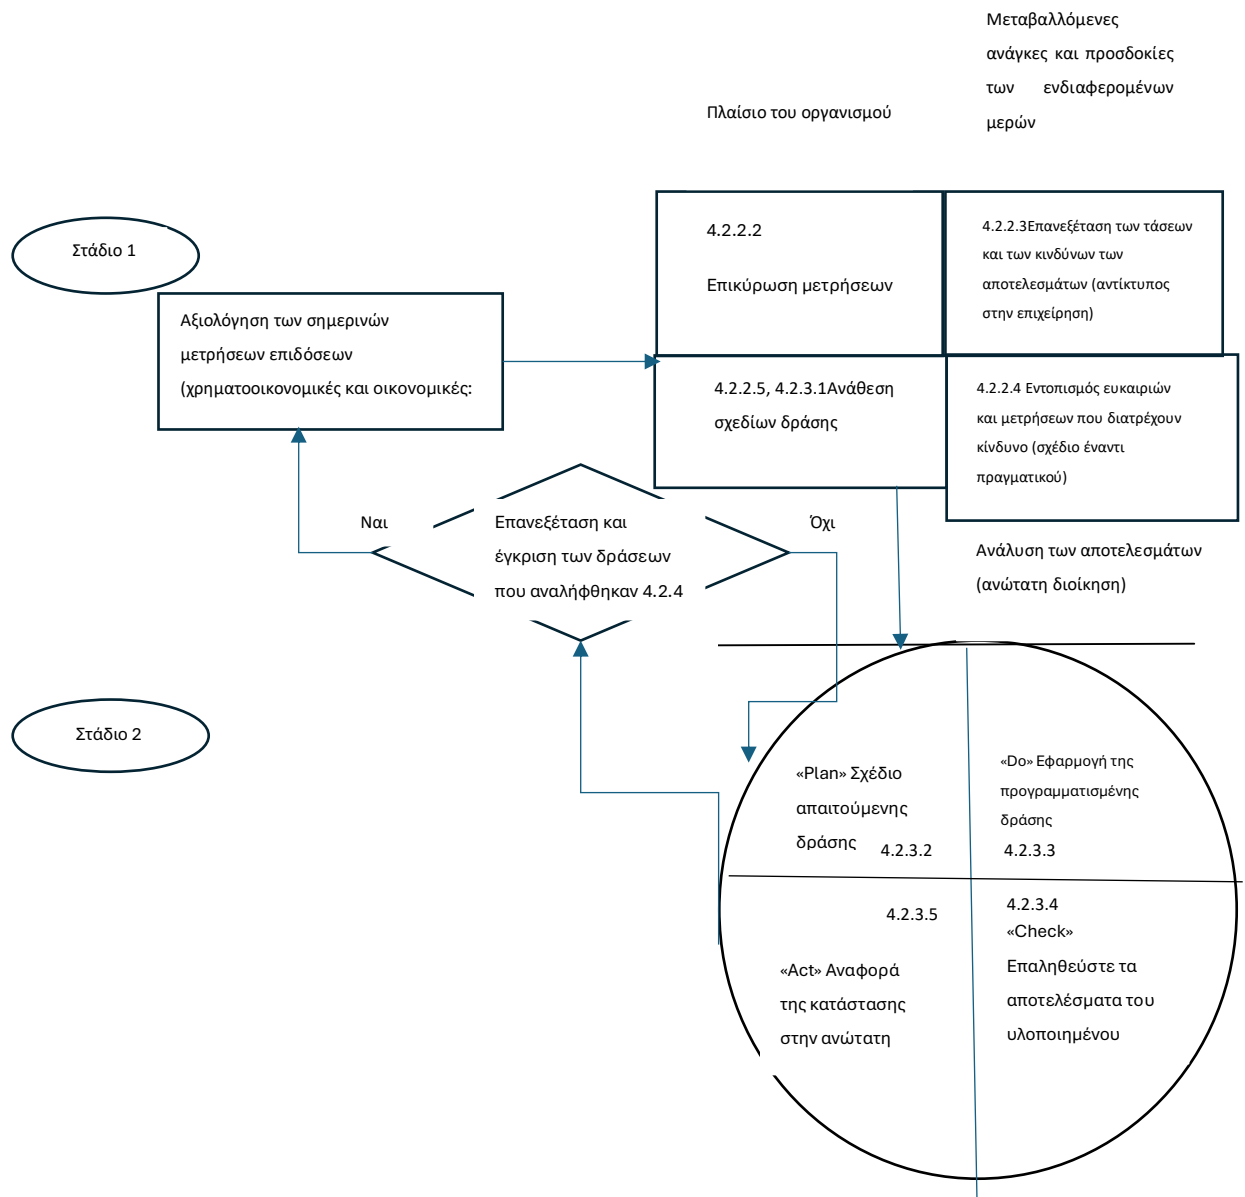 Μεταβαλλόμενες
ανάγκες και προσδοκίες
των ενδιαφερομένων
μερών
Πλαίσιο του οργανισμού
Στάδιο 1
4.2.2.2
Επικύρωση μετρήσεων
4.2.2.3Επανεξέταση των τάσεων
και των κινδύνων των
αποτελεσμάτων (αντίκτυπος
στην επιχείρηση)
Αξιολόγηση των σημερινών
μετρήσεων επιδόσεων
(χρηματοοικονομικές και οικονομικές:
4.2.2.5, 4.2.3.1Ανάθεση
σχεδίων δράσης
4.2.2.4 Εντοπισμός ευκαιριών
και μετρήσεων που διατρέχουν
κίνδυνο (σχέδιο έναντι
πραγματικού)
Ναι
Επανεξέταση και
έγκριση των δράσεων
που αναλήφθηκαν 4.2.4
Όχι
Ανάλυση των αποτελεσμάτων
(ανώτατη διοίκηση)
Στάδιο 2
«Plan» Σχέδιο
απαιτούμενης
δράσης
4.2.3.2
«Do» Εφαρμογή της
προγραμματισμένης
δράσης
4.2.3.3
4.2.3.5
«Act» Αναφορά
της κατάστασης
στην ανώτατη
4.2.3.4
«Check»
Επαληθεύστε τα
αποτελέσματα του
υλοποιημένου